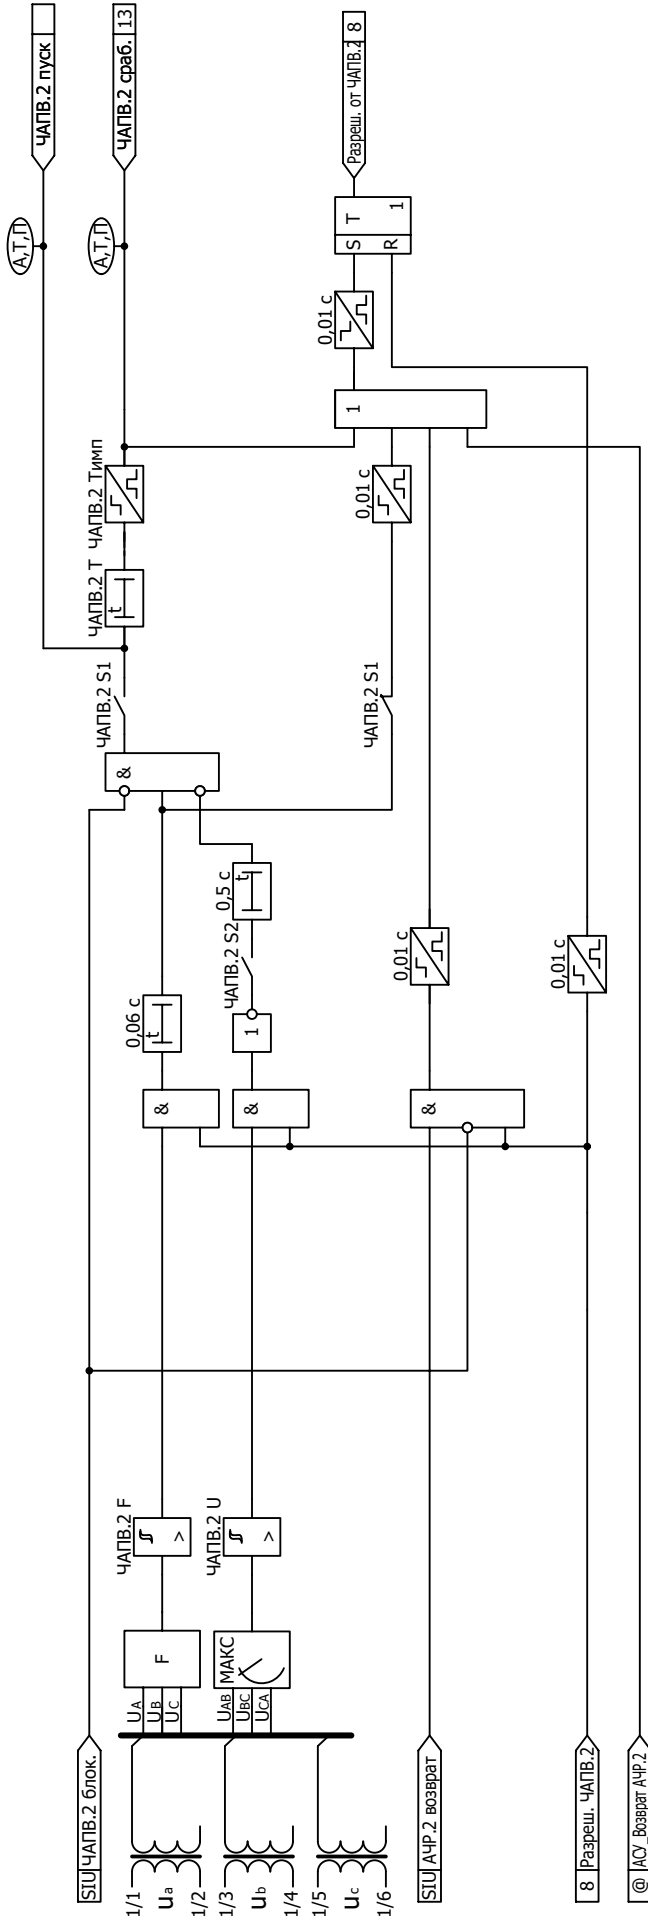 ЧАПВ.2 пуск
ЧАПВ.2 сраб. 13
Разреш. от ЧАПВ.2 8
А,Т,П
А,Т,П
S T
R 1
0,01 с
1
ЧАПВ.2 Tимп
0,01 с
ЧАПВ.2 T
t
ЧАПВ.2 S1
ЧАПВ.2 S1
&
0,5 с
t
ЧАПВ.2 S2
0,01 с
0,01 с
0,06 с
t
1
&
&
&
ЧАПВ.2 F
>
ЧАПВ.2 U
>
F
МАКС
UA
UB
UC
UAB
UBC
UCA
SIU ЧАПВ.2 блок.
1/1
ua
1/2
1/3
ub
1/4
1/5
uc
1/6
SIU АЧР.2 возврат
8 Разреш. ЧАПВ.2
@ АСУ_Возврат АЧР.2